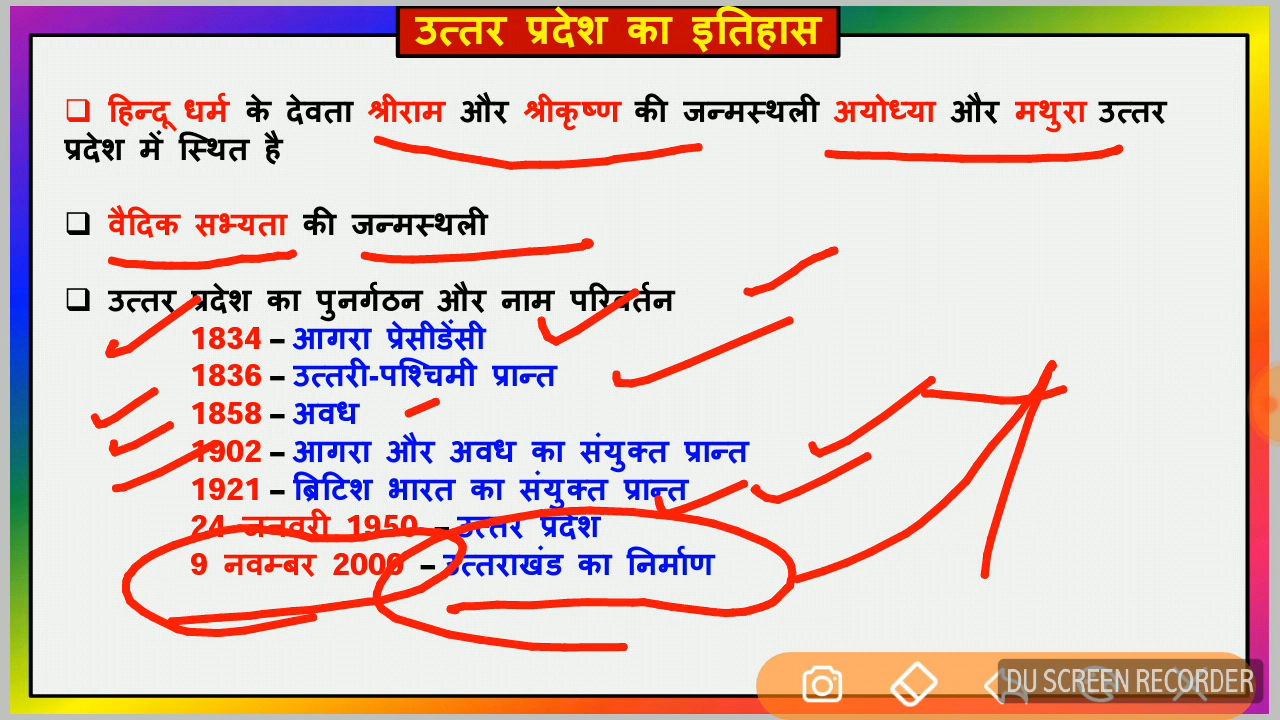 उत्तर प्रदेश का इतिहास
हिन्दू धर्म के देवता श्रीराम और श्रीकृष्ण की जन्मस्थली अयोध्या और मथुरा उत्तर
प्रदेश में स्थित है
वैदिक सभ्यता की जन्मस्थली
उत्तर प्रदेश का पुनर्गठन और नाम परिवर्तन
1834 – आगरा प्रेसीडेंसी
1836 – उत्तरी-पश्चिमी प्रान्त
1858 – अवध
1902 – आगरा और अवध का संयुक्त प्रान्त
1921 – ब्रिटिश भारत का संयुक्त प्रान्त
24 जनवरी 1950 – उत्तर प्रदेश
9 नवम्बर 2000 – उत्तराखंड का निर्माण
DU SCREEN RECORDER